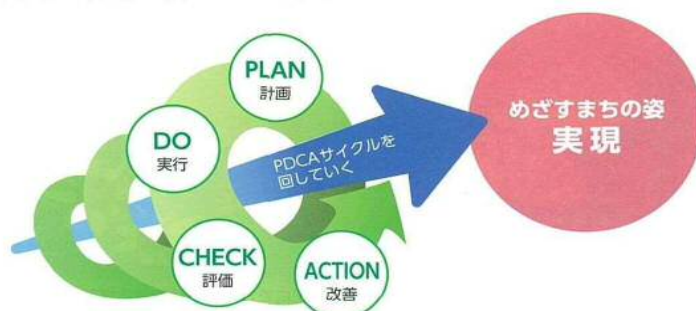 PLAN
計画
DO
実行
CHECK
評価
ACTION
改善
PDCAサイクルを
回していく
めざすまちの姿
実現